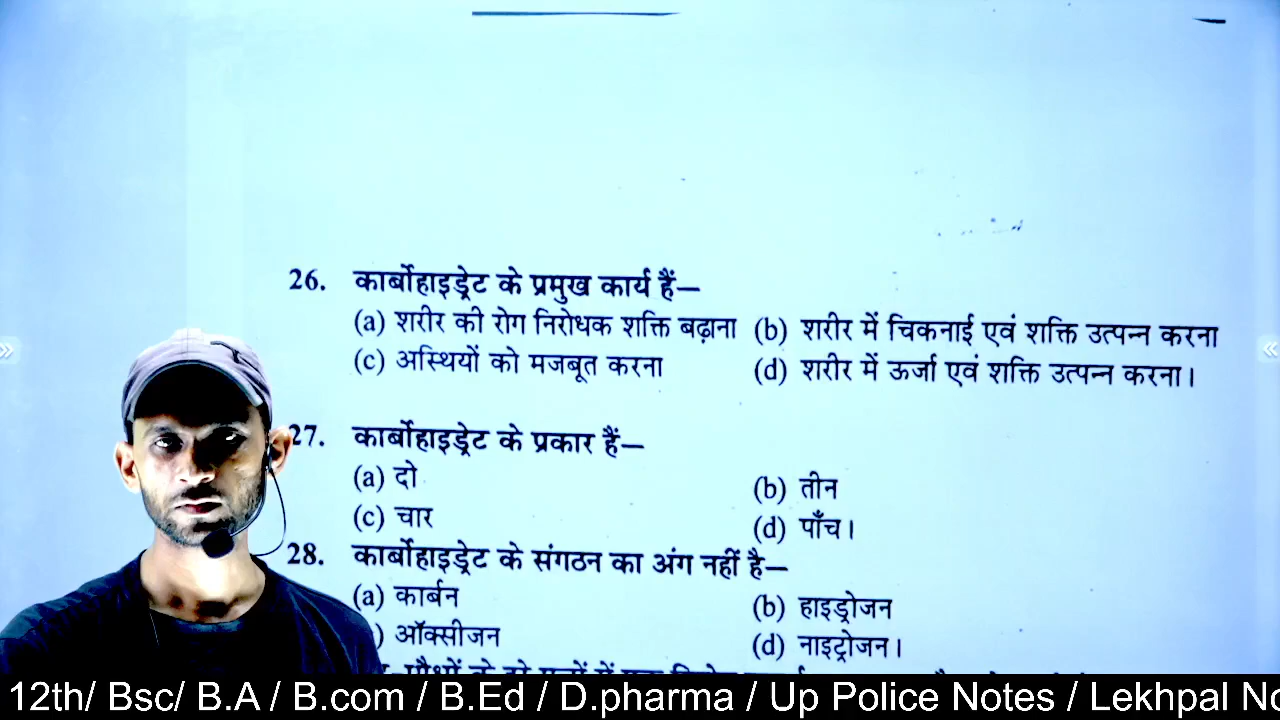 26. कार्बोहाइड्रेट के प्रमुख कार्य हैं—
(a) शरीर की रोग निरोधक शक्ति बढ़ाना (b) शरीर में चिकनाई एवं शक्ति उत्पन्न करना
(c) अस्थियों को मजबूत करना (d) शरीर में ऊर्जा एवं शक्ति उत्पन्न करना।
27. कार्बोहाइड्रेट के प्रकार हैं—
(a) दो (b) तीन
(c) चार (d) पाँच।
28. कार्बोहाइड्रेट के संगठन का अंग नहीं है—
(a) कार्बन (b) हाइड्रोजन
) ऑक्सीजन (d) नाइट्रोजन।
12th/ Bsc/ B.A / B.com / B.Ed / D.pharma / Up Police Notes / Lekhpal No